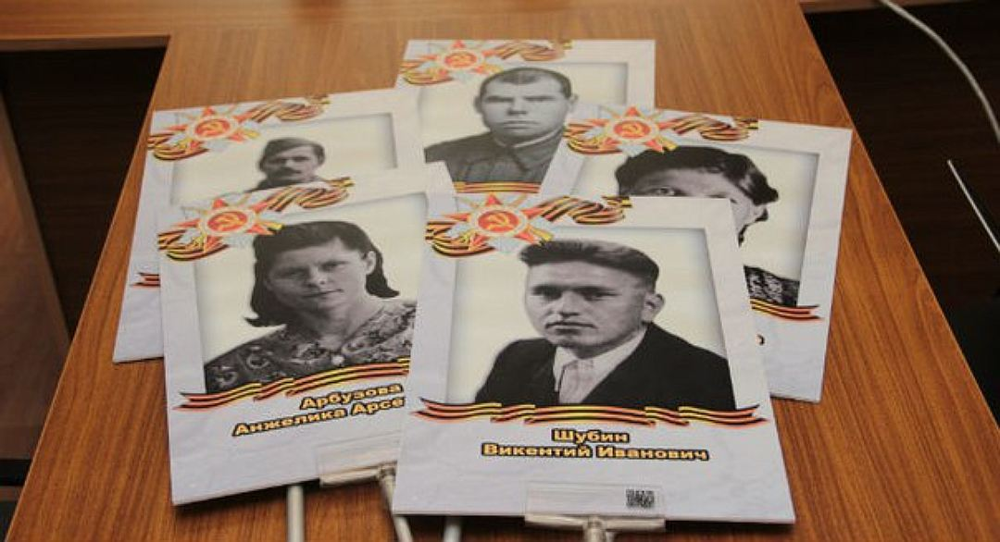 Арбузова
Анжелика Арсе
Шубин
Викентий Иванович